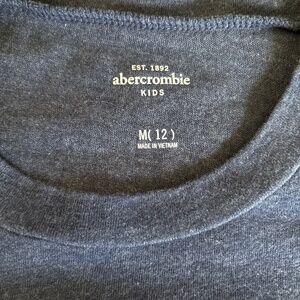 EST. 1892
abercrombie
KIDS
M( 12 )
MADE IN VIETNAM